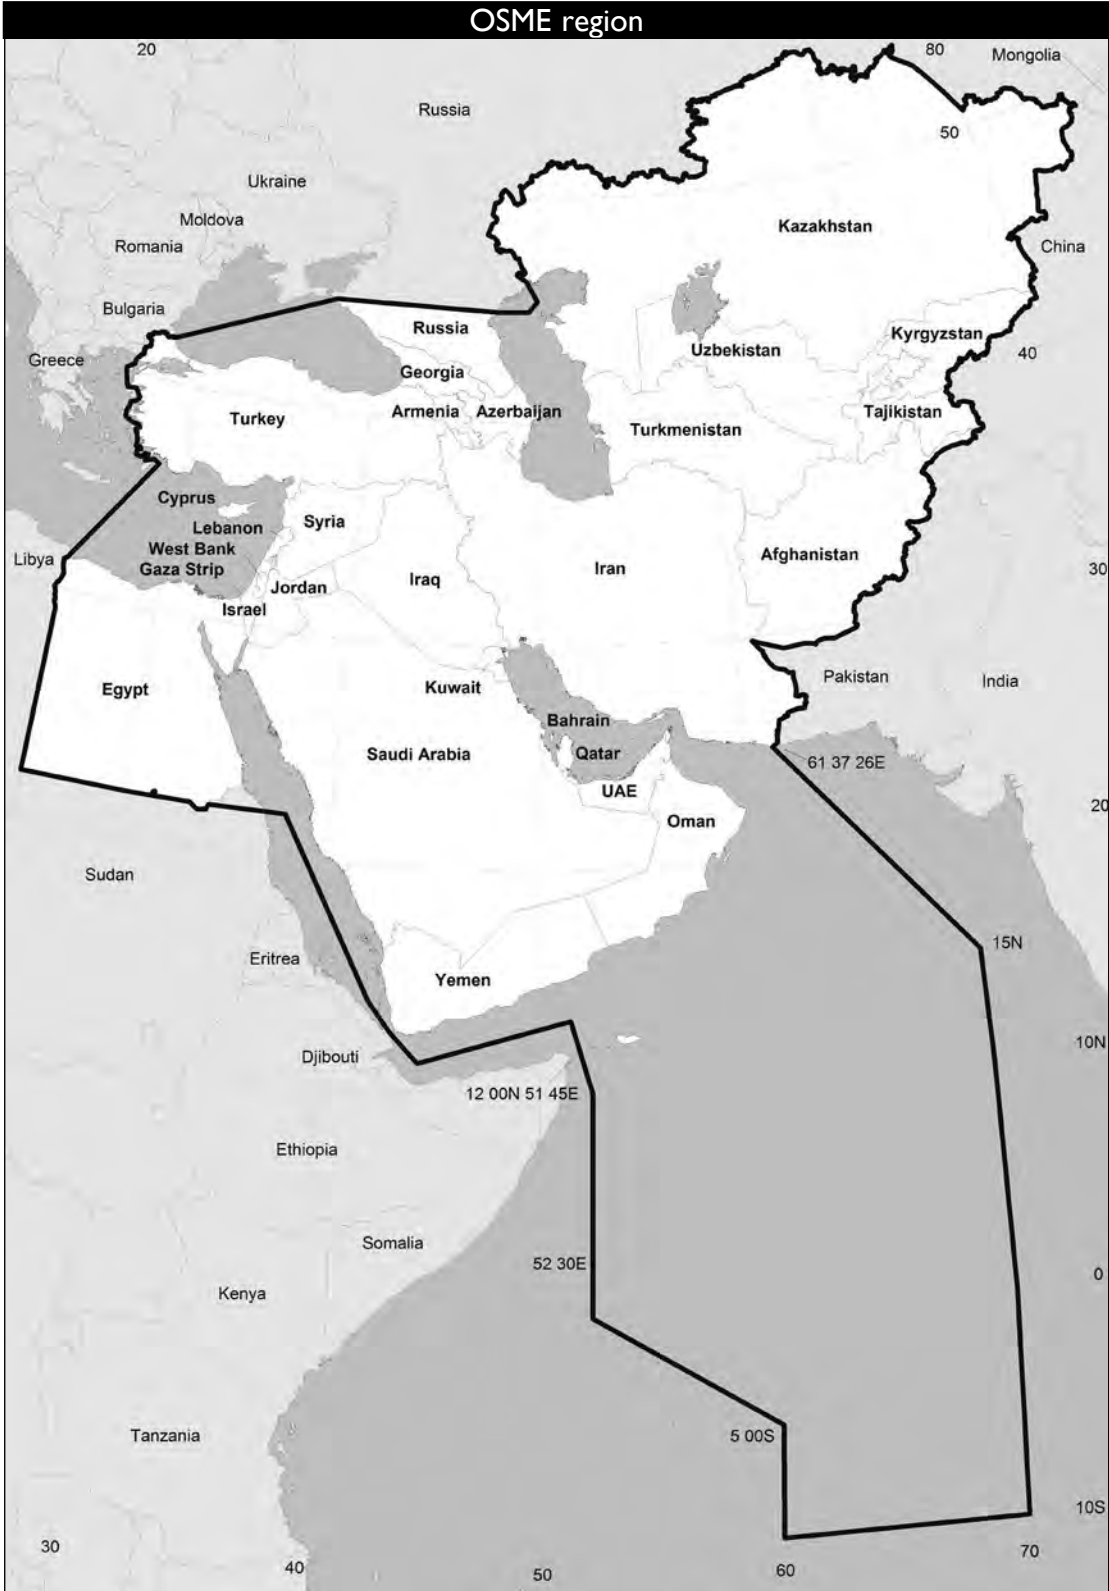 OSME region
20
80
Mongolia
Russia
50
Ukraine
Moldova
Kazakhstan
Romania
China
Bulgaria
Russia
Kyrgyzstan
Uzbekistan
40
Greece
Georgia
Armenia
Azerbaijan
Tajikistan
Turkey
Turkmenistan
Cyprus
Syria
Lebanon
West Bank
Afghanistan
Libya
Gaza Strip
Iran
30
Iraq
Jordan
Israel
Pakistan
India
Egypt
Kuwait
Bahrain
Saudi Arabia
Qatar
61 37 26E
UAE
20
Oman
Sudan
15N
Eritrea
Yemen
10N
Djibouti
12 00N 51 45E
Ethiopia
Somalia
52 30E
0
Kenya
Tanzania
5 00S
10S
30
70
40
60
50